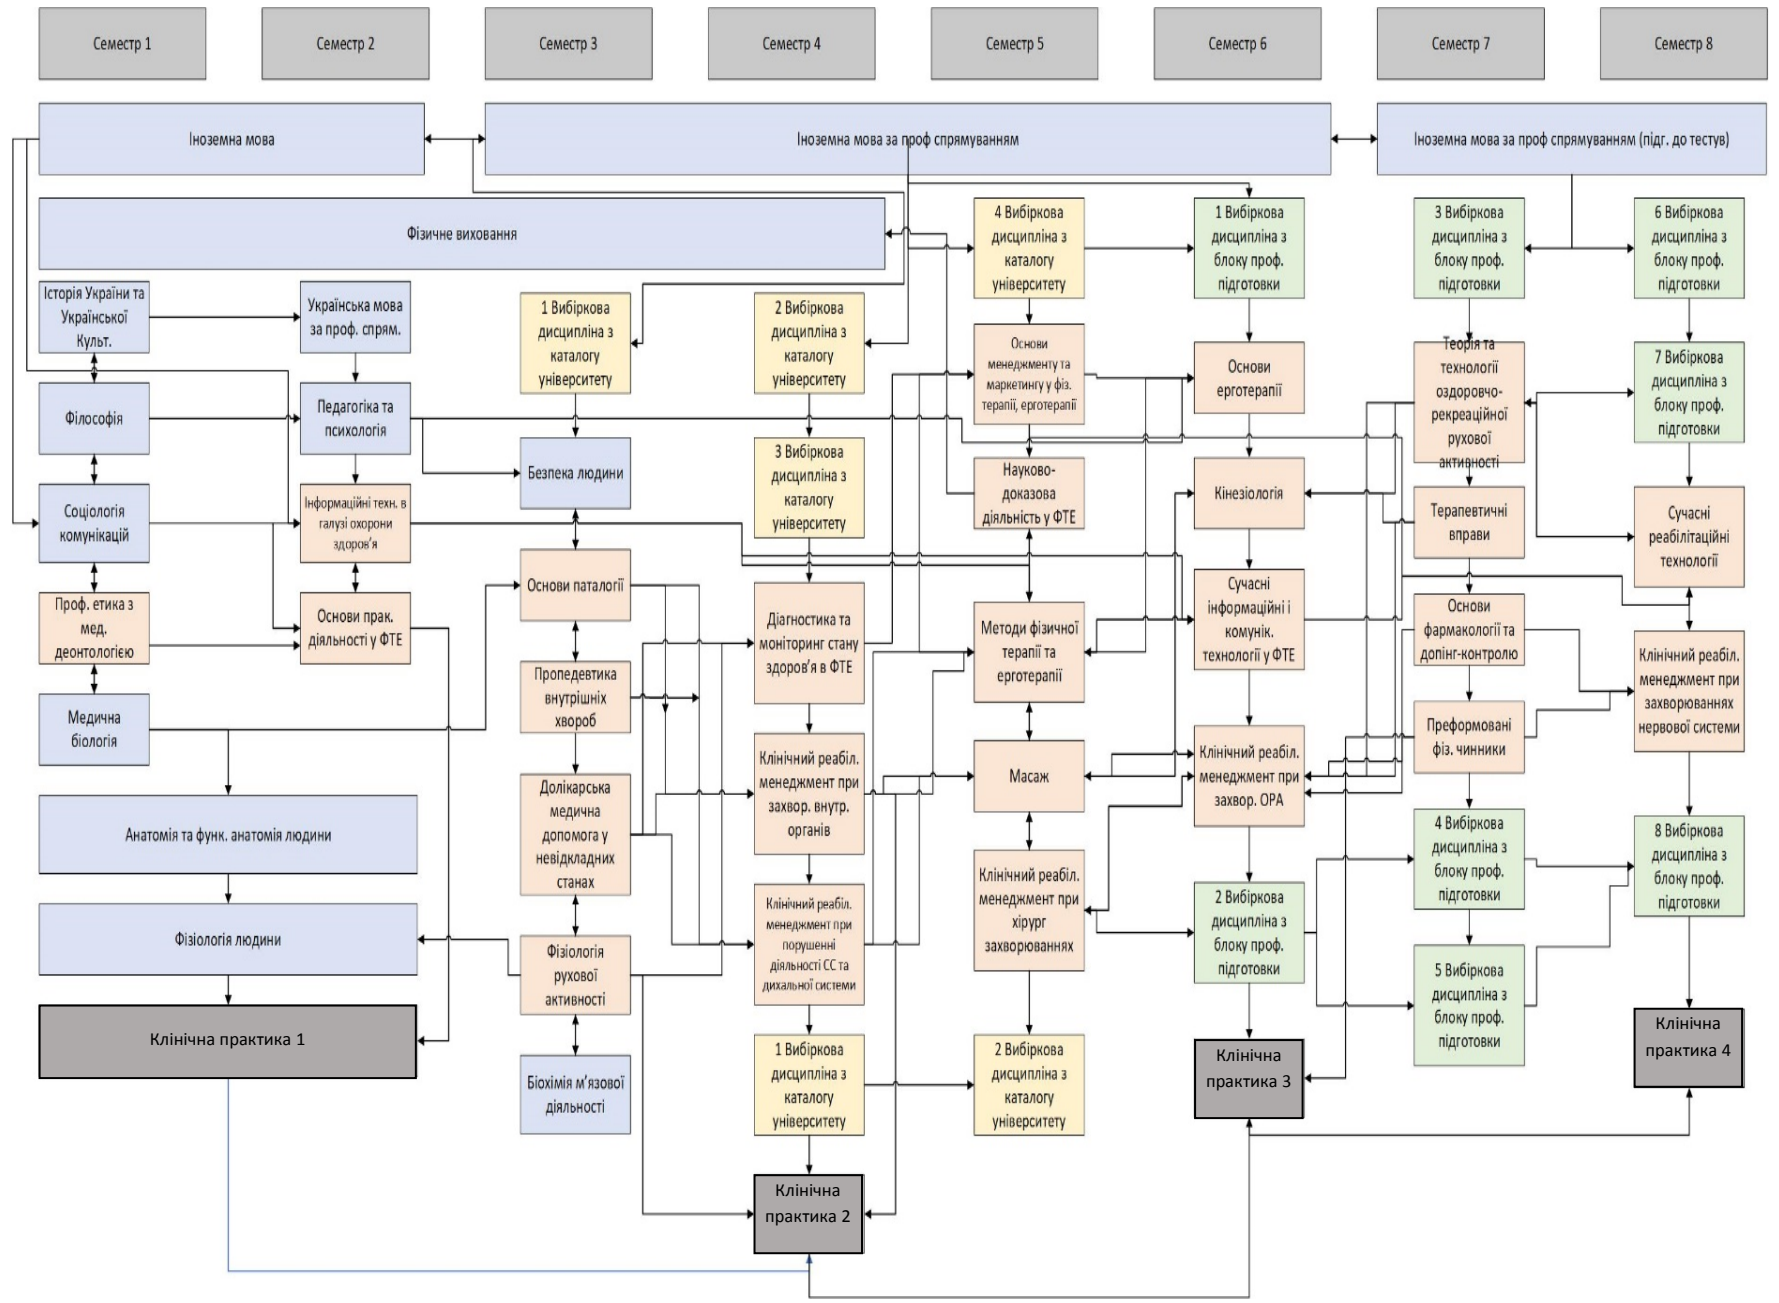 Семестр 1
Семестр 2
Семестр 3
Семестр 4
Семестр 5
Семестр 6
Семестр 7
Семестр 8
Іноземна мова
Іноземна мова за проф спрямуванням
Іноземна мова за проф спрямуванням (підг. до тестув)
Фізичне виховання
Історія України та
Української
Культ.
Філософія
Соціологія
комунікацій
Проф. етика з
мед.
деонтологією
Медична
біологія
Українська мова
за проф. спрям.
Педагогіка та
психологія
Інформаційні техн. в
галузі охорони
здоров'я
Основи прак.
діяльності у ФТЕ
Анатомія та функ. анатомія людини
Фізіологія людини
Клінічна практика 1
1 Вибіркова
дисципліна з
каталогу
університету
Безпека людини
Основи паталогії
Пропедевтика
внутрішніх
хвороб
Долікарська
медична
допомога у
невідкладних
станах
Фізіологія
рухової
активності
Біохімія м'язової
діяльності
2 Вибіркова
дисципліна з
каталогу
університету
3 Вибіркова
дисципліна з
каталогу
університету
Діагностика та
моніторинг стану
здоров'я в ФТЕ
Клінічний реабіл.
менеджмент при
захвор. внутр.
органів
Клінічний реабіл.
менеджмент при
порушенні
діяльності СС та
дихальної системи
1 Вибіркова
дисципліна з
каталогу
університету
Клінічна
практика 2
4 Вибіркова
дисципліна з
каталогу
університету
Основи
менеджменту та
маркетингу у фіз.
терапії, ерготерапії
Науково-
доказова
діяльність у ФТЕ
Методи фізичної
терапії та
ерготерапії
Масаж
Клінічний реабіл.
менеджмент при
хірург
захворюваннях
2 Вибіркова
дисципліна з
каталогу
університету
1 Вибіркова
дисципліна з
блоку проф.
підготовки
Основи
ерготерапії
Кінезіологія
Сучасні
інформаційні і
комунік.
технології у ФТЕ
Клінічний реабіл.
менеджмент при
захвор. ОРА
2 Вибіркова
дисципліна з
блоку проф.
підготовки
Клінічна
практика 3
3 Вибіркова
дисципліна з
блоку проф.
підготовки
Теорія та
технології
оздоровчо-
рекреаційної
рухової
активності
Терапевтичні
вправи
Основи
фармакології та
допінг-контролю
Преформовані
фіз. чинники
4 Вибіркова
дисципліна з
блоку проф.
підготовки
5 Вибіркова
дисципліна з
блоку проф.
підготовки
6 Вибіркова
дисципліна з
блоку проф.
підготовки
7 Вибіркова
дисципліна з
блоку проф.
підготовки
Сучасні
реабілітаційні
технології
Клінічний реабіл.
менеджмент при
захворюваннях
нервової системи
8 Вибіркова
дисципліна з
блоку проф.
підготовки
Клінічна
практика 4